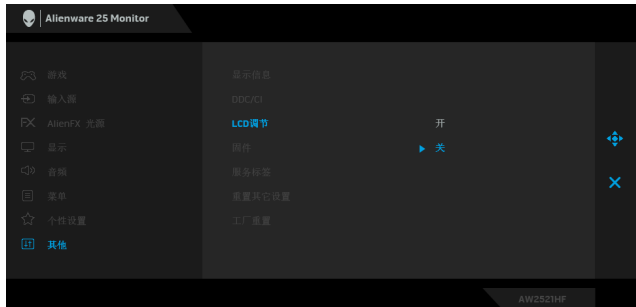 Alienware 25 Monitor
游戏
输入源
AlienFX 光源
显示
音频
菜单
个性设置
其他
显示信息
DDC/CI
LCD调节 开
固件 关
服务标签
重置其它设置
工厂重置
AW2521HF